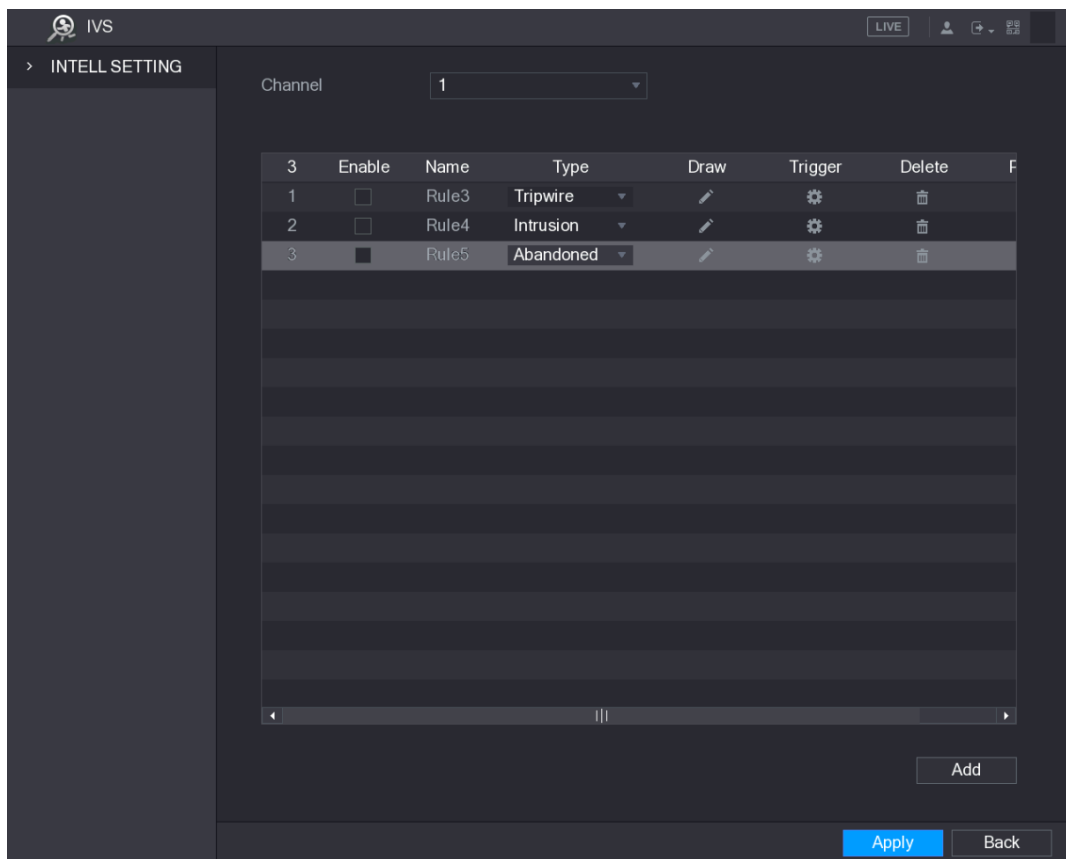 IVS LIVE
> INTELL SETTING
Channel 1
3 Enable Name Type Draw Trigger Delete
1 Rule3 Tripwire
2 Rule4 Intrusion
3 Rule5 Abandoned
Add
Apply Back